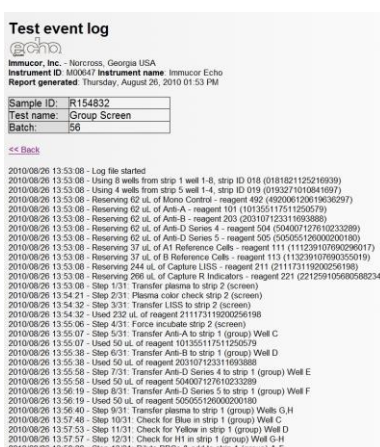 Test event log
echo
Immucor, Inc. - Norcross, Georgia USA
Instrument ID: M00647 Instrument name: Immucor Echo
Report generated: Thursday, August 26, 2010 01:53 PM
Sample ID: R154832
Test name: Group Screen
Batch: 56
<< Back
2010/08/26 13:53:08 - Log file started
2010/08/26 13:53:08 - Using 8 wells from strip 1 well 1-8, strip ID 018 (0181821125216939)
2010/08/26 13:53:08 - Using 4 wells from strip 5 well 1-4, strip ID 019 (0193271010841697)
2010/08/26 13:53:08 - Reserving 62 uL of Mono Control - reagent 492 (492006120619636297)
2010/08/26 13:53:08 - Reserving 62 uL of Anti-A - reagent 101 (101355117511250579)
2010/08/26 13:53:08 - Reserving 62 uL of Anti-B - reagent 203 (203107123311693888)
2010/08/26 13:53:08 - Reserving 62 uL of Anti-D Series 4 - reagent 504 (504007127610233289)
2010/08/26 13:53:08 - Reserving 62 uL of Anti-D Series 5 - reagent 505 (505055126000200180)
2010/08/26 13:53:08 - Reserving 37 uL of A1 Reference Cells - reagent 111 (111239107690296017)
2010/08/26 13:53:08 - Reserving 37 uL of B Reference Cells - reagent 113 (113239107690355019)
2010/08/26 13:53:08 - Reserving 244 uL of Capture LISS - reagent 211 (211173119200256198)
2010/08/26 13:53:08 - Reserving 266 uL of Capture R Indicators - reagent 221
2010/08/26 13:53:08 - Step 1/31: Transfer plasma to strip 2 (screen)
2010/08/26 13:54:21 - Step 2/31: Plasma color check strip 2 (screen)
2010/08/26 13:54:32 - Step 3/31: Transfer LISS to strip 2 (screen)
2010/08/26 13:54:32 - Used 232 uL of reagent 211173119200256198
2010/08/26 13:55:06 - Step 4/31: Force incubate strip 2 (screen)
2010/08/26 13:55:07 - Step 5/31: Transfer Anti-A to strip 1 (group) Well C
2010/08/26 13:55:07 - Used 50 uL of reagent 101355117511250579
2010/08/26 13:55:38 - Step 6/31: Transfer Anti-B to strip 1 (group) Well D
2010/08/26 13:55:38 - Used 50 uL of reagent 203107123311693888
2010/08/26 13:55:58 - Step 7/31: Transfer Anti-D Series 4 to strip 1 (group) Well E
2010/08/26 13:55:58 - Used 50 uL of reagent 504007127610233289
2010/08/26 13:56:19 - Step 8/31: Transfer Anti-D Series 5 to strip 1 (group) Well F
2010/08/26 13:56:19 - Used 50 uL of reagent 505055126000200180
2010/08/26 13:56:40 - Step 9/31: Transfer plasma to strip 1 (group) Wells G,H
2010/08/26 13:57:48 - Step 10/31: Check for Blue in strip 1 (group) Well C
2010/08/26 13:57:53 - Step 11/31: Check for Yellow in strip 1 (group) Well D
2010/08/26 13:57:57 - Step 12/31: Check for H1 in strip 1 (group) Well G-H